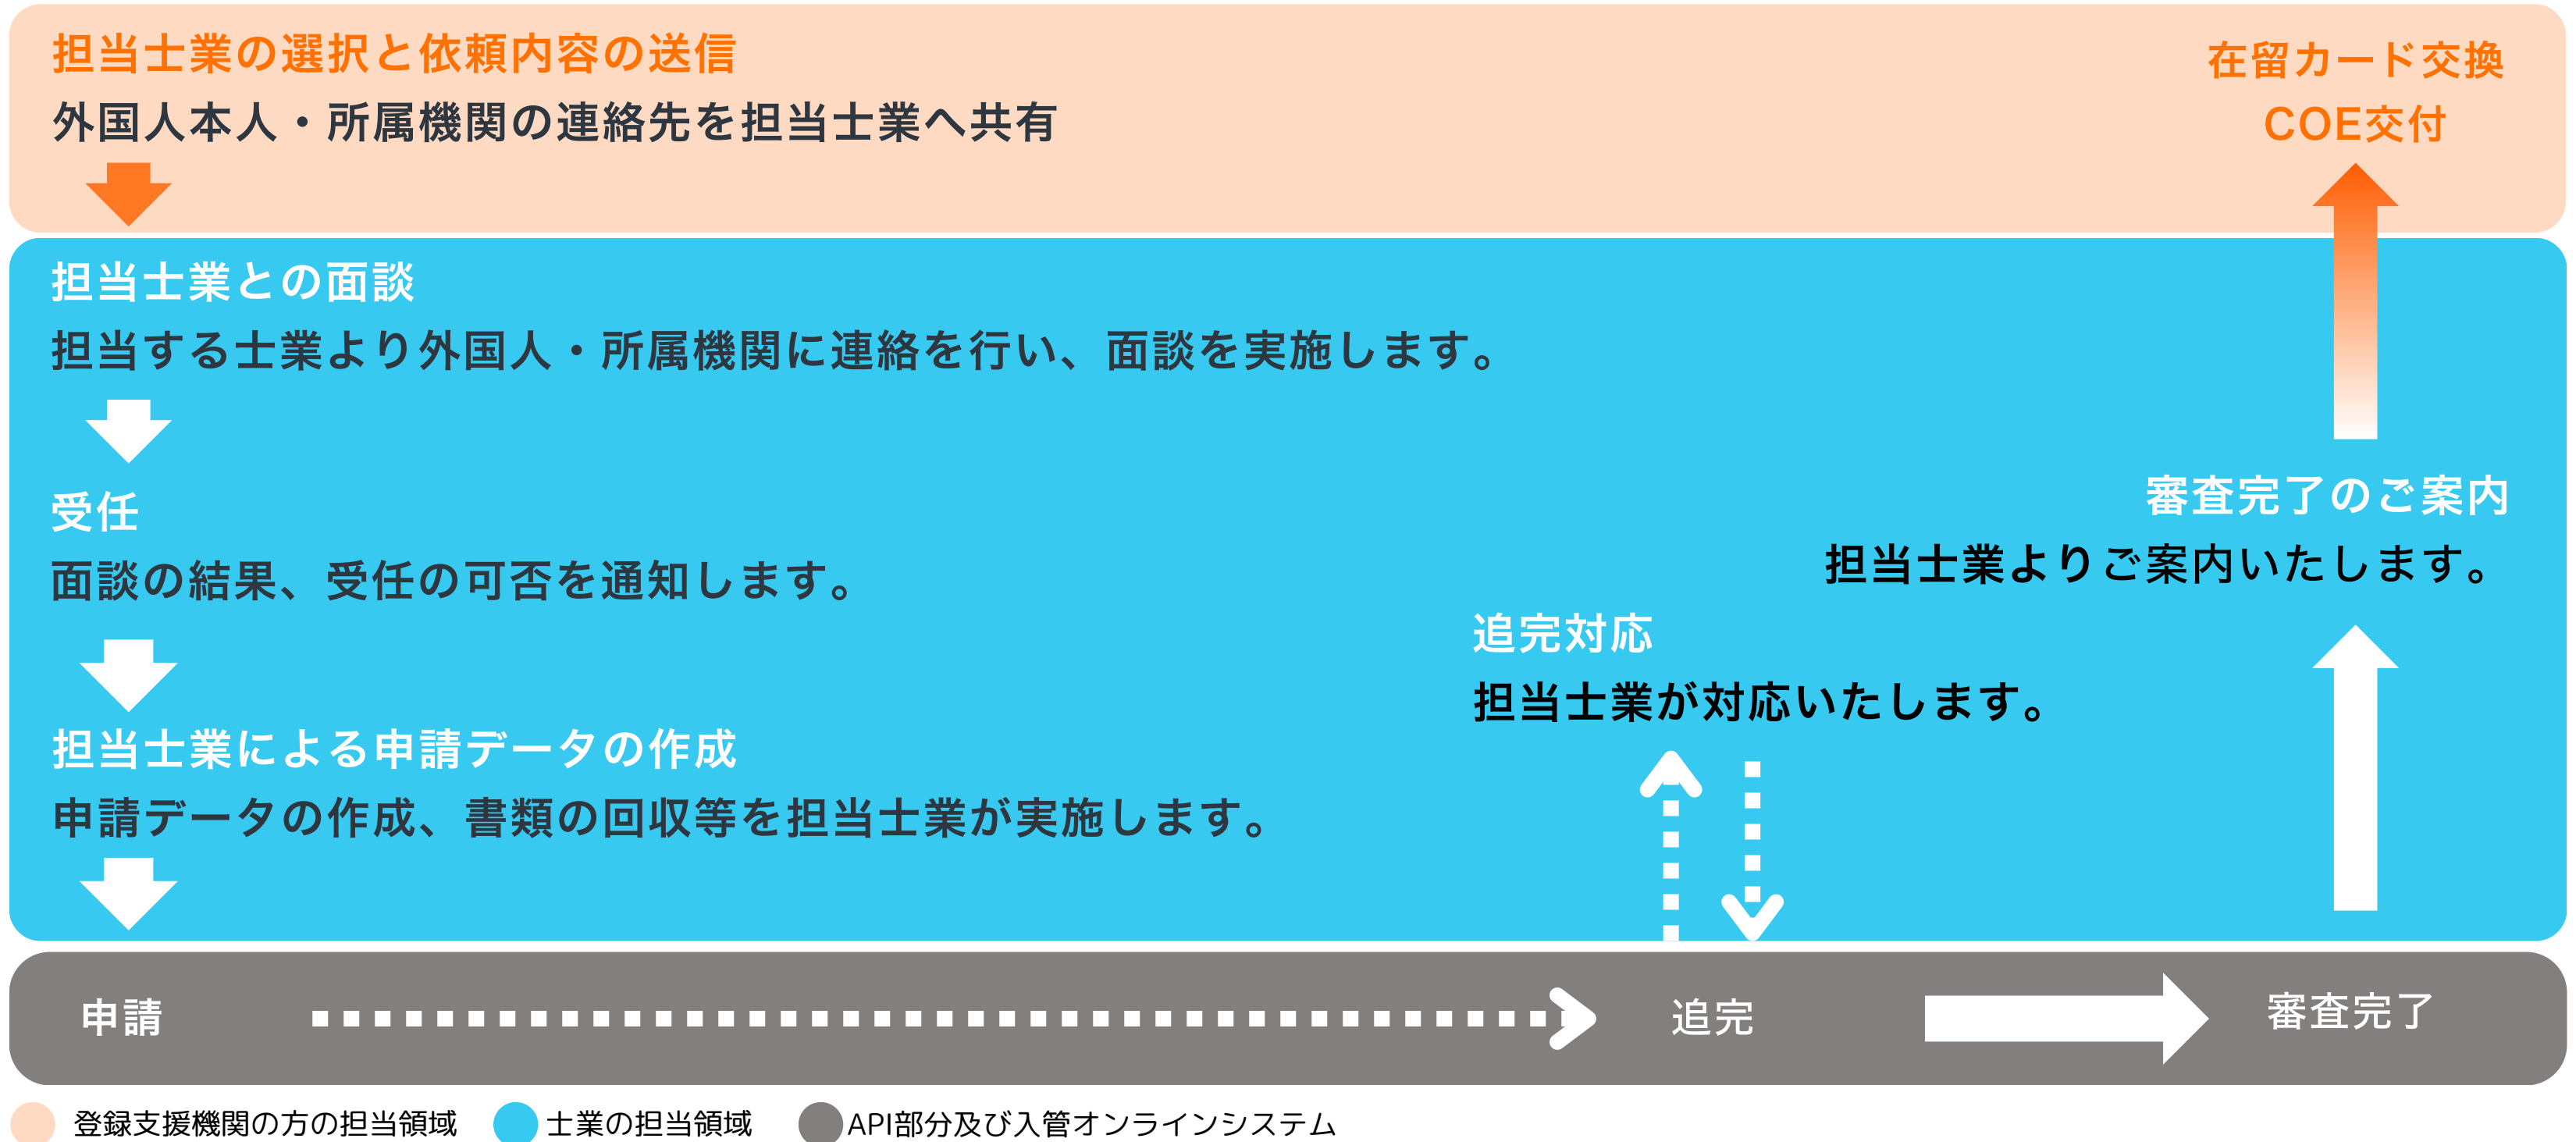 担当士業の選択と依頼内容の送信
外国人本人・所属機関の連絡先を担当士業へ共有
在留カード交換
COE交付
担当士業との面談
担当する士業より外国人・所属機関に連絡を行い、面談を実施します。
受任
面談の結果、受任の可否を通知します。
審査完了のご案内
担当士業よりご案内いたします。
追完対応
担当士業が対応いたします。
担当士業による申請データの作成
申請データの作成、書類の回収等を担当士業が実施します。
申請
追完
審査完了
登録支援機関の方の担当領域
士業の担当領域
API部分及び入管オンラインシステム